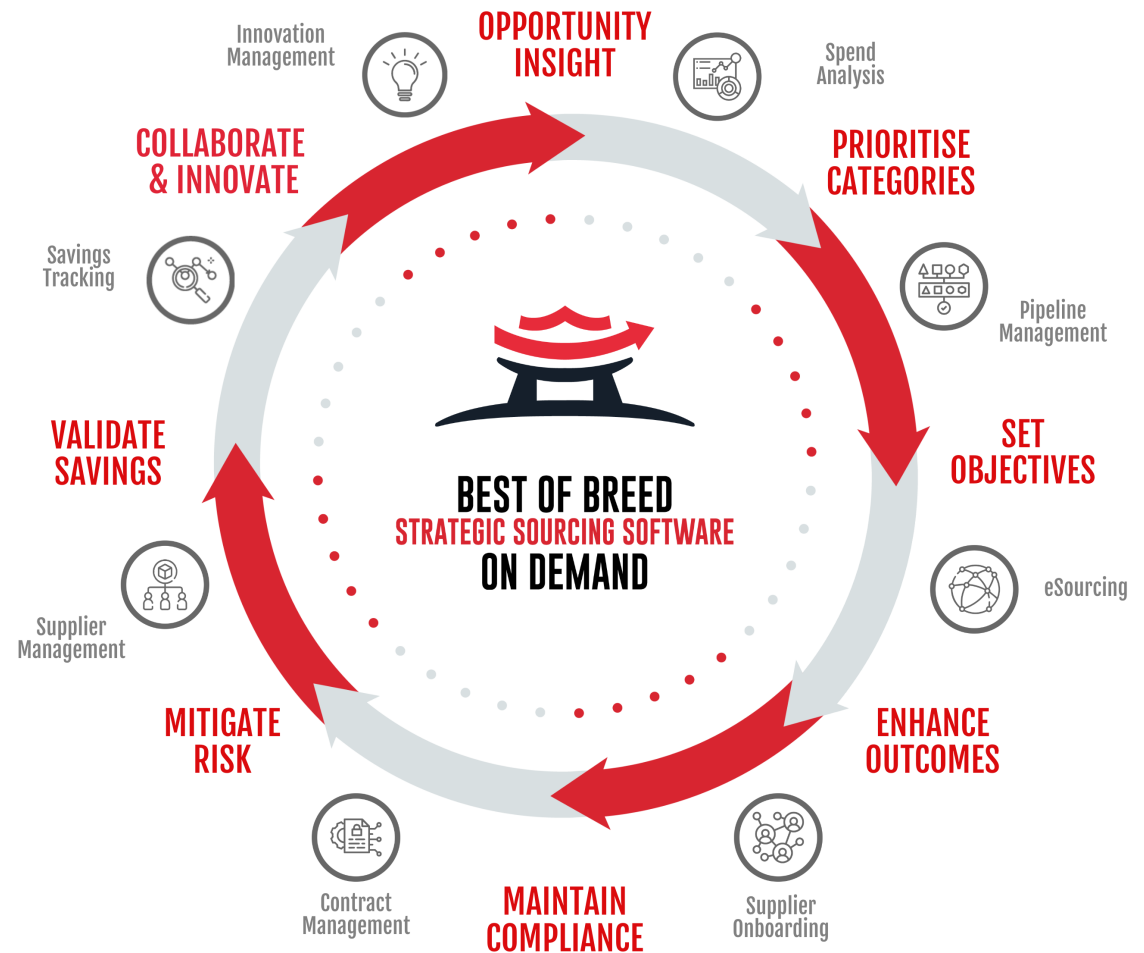 OPPORTUNITY
INSIGHT
Spend
Analysis
PRIORITISE
CATEGORIES
Pipeline
Management
SET
OBJECTIVES
eSourcing
ENHANCE
OUTCOMES
Supplier
Onboarding
MAINTAIN
COMPLIANCE
Contract
Management
MITIGATE
RISK
Supplier
Management
VALIDATE
SAVINGS
Savings
Tracking
COLLABORATE
& INNOVATE
Innovation
Management
BEST OF BREED
STRATEGIC SOURCING SOFTWARE
ON DEMAND